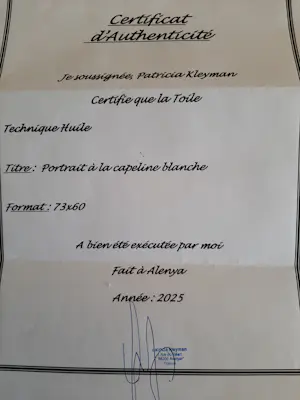 Certificat
d'Authenticité
Je soussignée, Patricia Kleyman
Certifie que la Toile
Technique Huile
Titre : Portrait à la capeline blanche
Format : 73x60
A bien été exécutée par moi
Fait à Alenya
Année : 2025
Kleyman